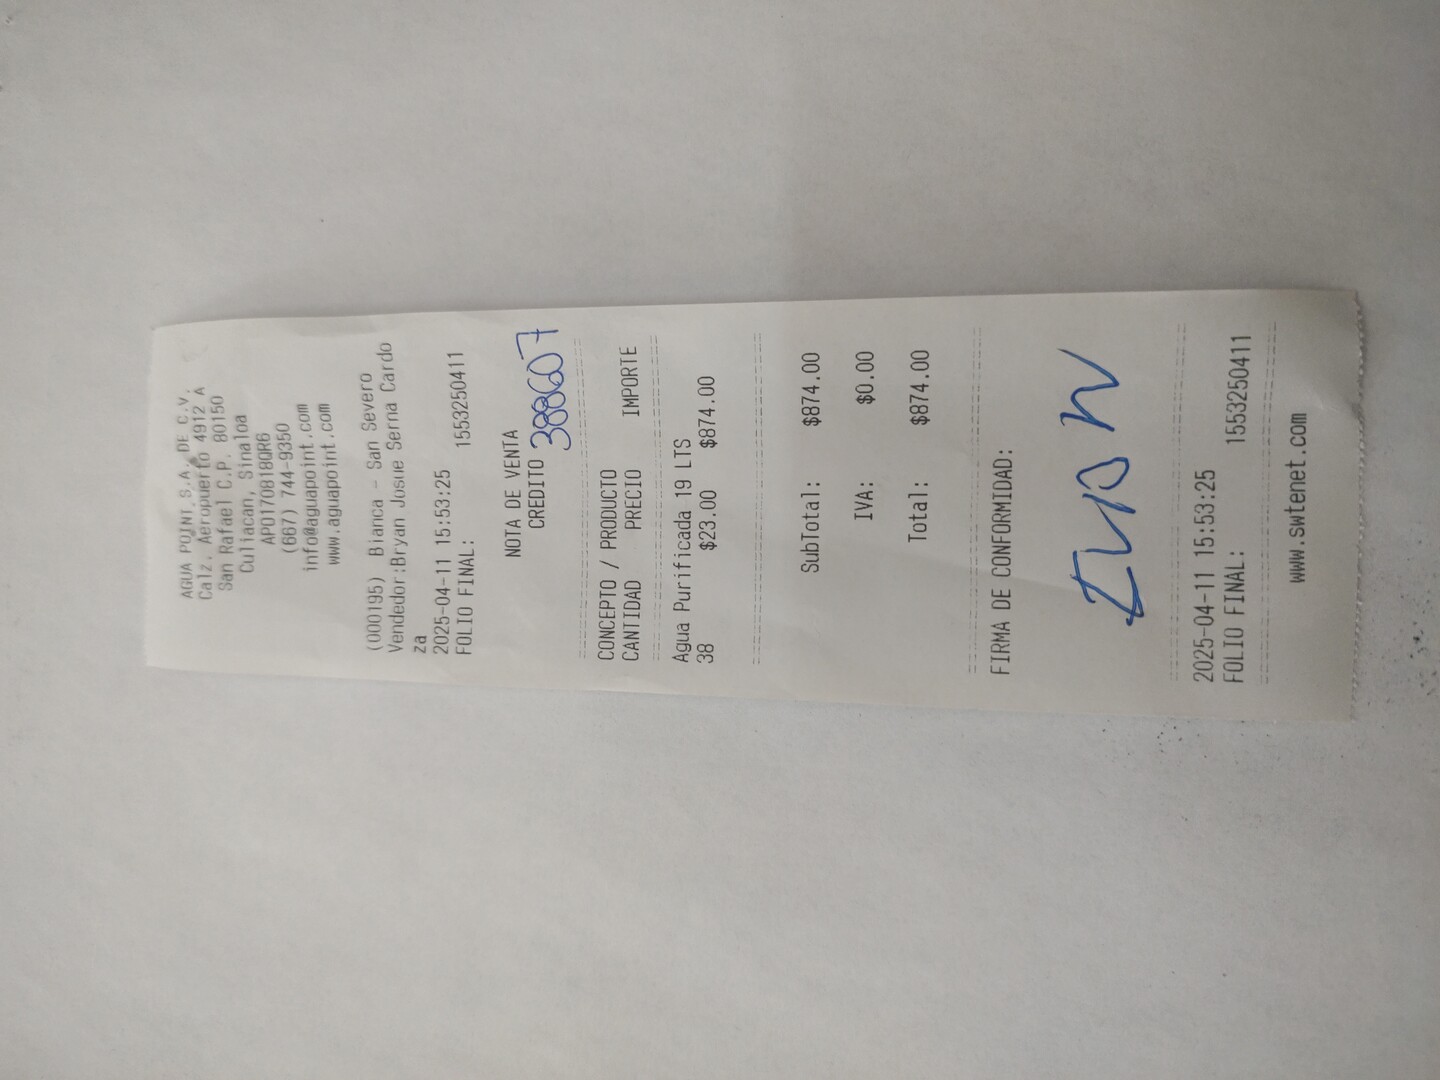 AGUA POINT S.A. DE C.V.
Calz. Aeropuerto 4912 A
San Rafael C.P. 80150
Culiacan, Sinaloa
APO170818QR6
(667) 744-9350
info@aguapoint.com
www.aguapoint.com
(000195) Bianca - San Severo
Vendedor:Bryan Josue Serna Cardo
za
2025-04-11 15:53:25
FOLIO FINAL: 1553250411
NOTA DE VENTA
CREDITO 388607
CONCEPTO / PRODUCTO
CANTIDAD PRECIO IMPORTE
Agua Purificada 19 LTS
38 $23.00 $874.00
SubTotal: $874.00
IVA: $0.00
Total: $874.00
FIRMA DE CONFORMIDAD:
2025-04-11 15:53:25
FOLIO FINAL: 1553250411
www.swtenet.com